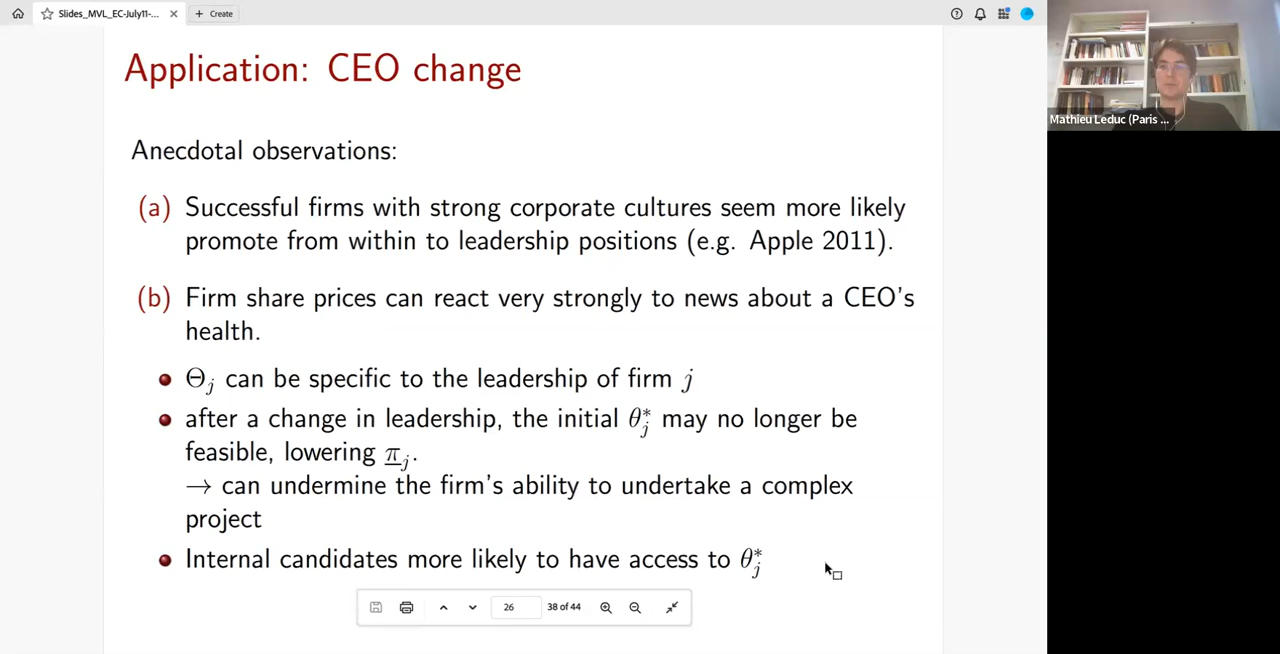 Slides_MVL_EC-July11-...
Create
Application: CEO change
Anecdotal observations:
(a) Successful firms with strong corporate cultures seem more likely
promote from within to leadership positions (e.g. Apple 2011).
(b) Firm share prices can react very strongly to news about a CEO's
health.
Θ_j can be specific to the leadership of firm j
after a change in leadership, the initial θ*_j may no longer be
feasible, lowering π̲_j.
→ can undermine the firm's ability to undertake a complex
project
Internal candidates more likely to have access to θ*_j
26 38 of 44
Mathieu Leduc (Paris ...